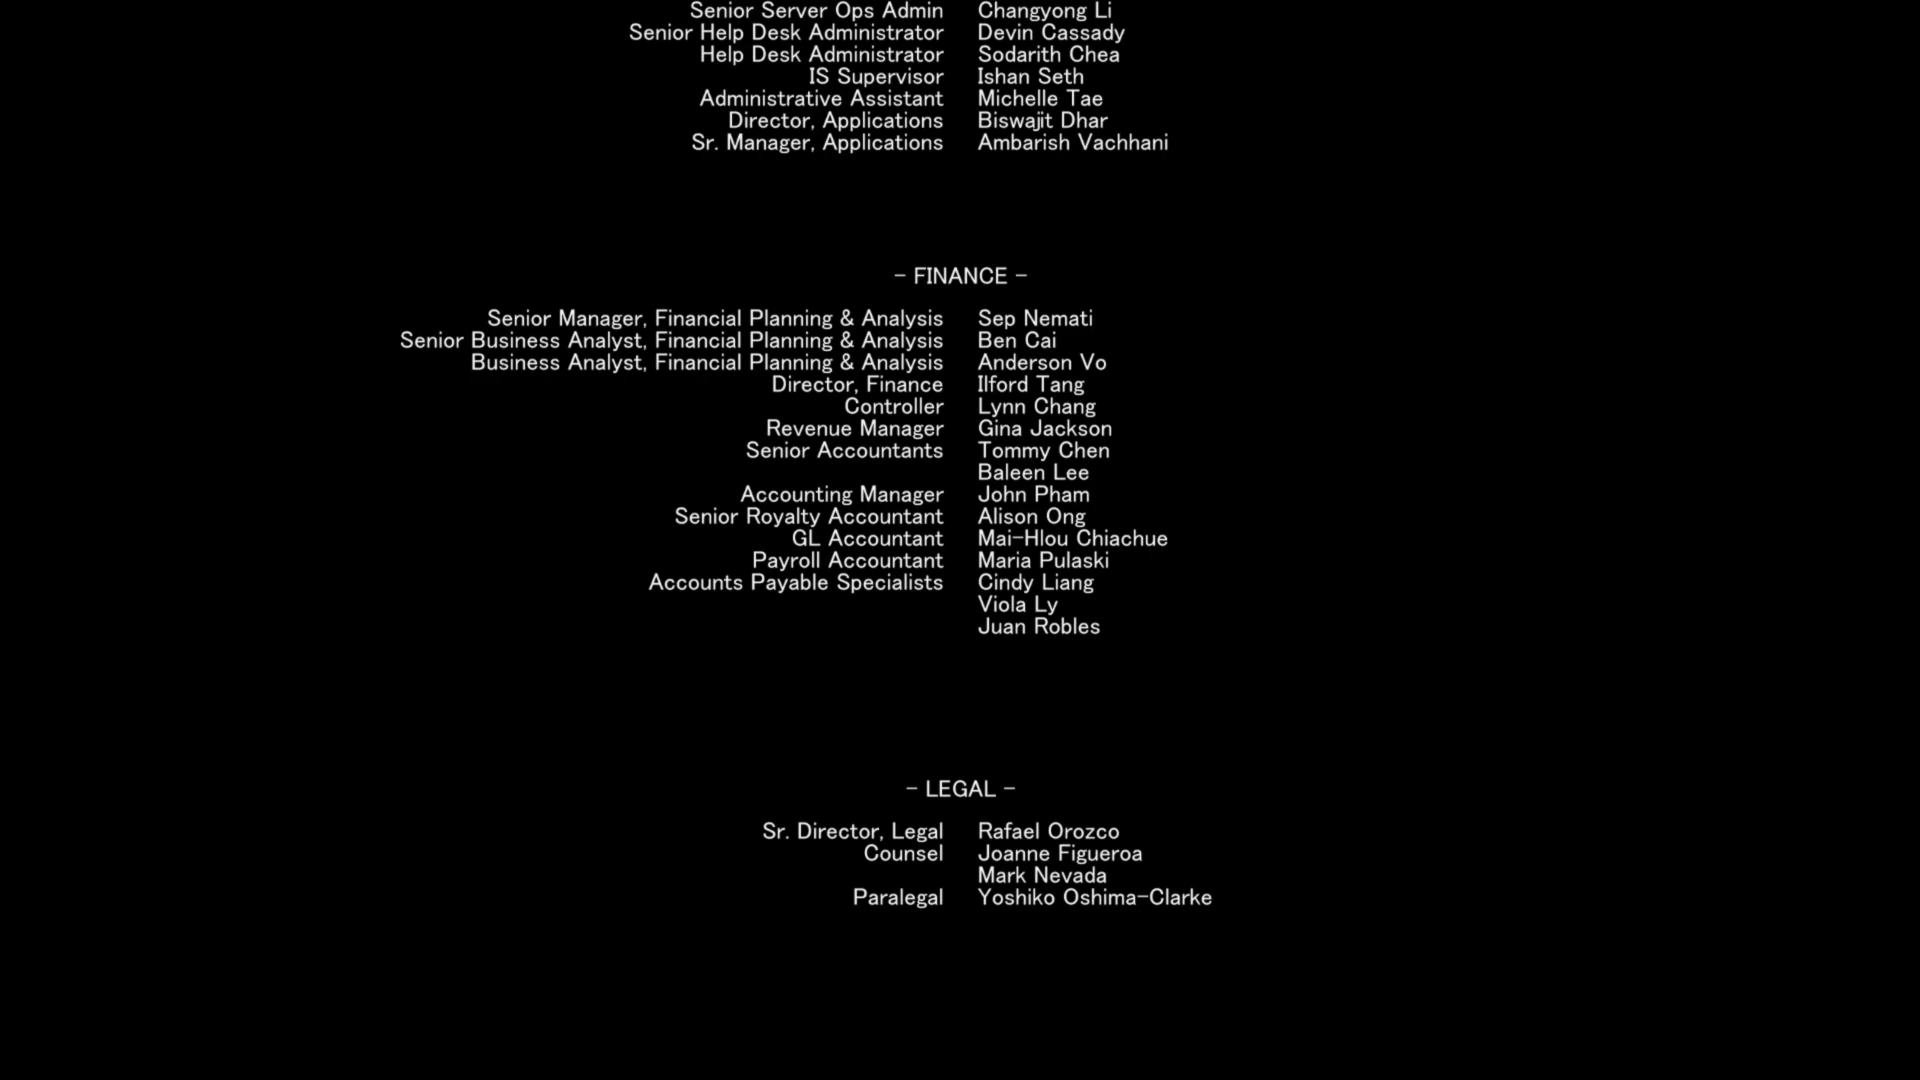 Senior Server Ops Admin Changyong Li
Senior Help Desk Administrator Devin Cassady
Help Desk Administrator Sodarith Chea
IS Supervisor Ishan Seth
Administrative Assistant Michelle Tae
Director, Applications Biswajit Dhar
Sr. Manager, Applications Ambarish Vachhani
- FINANCE -
Senior Manager, Financial Planning & Analysis Sep Nemati
Senior Business Analyst, Financial Planning & Analysis Ben Cai
Business Analyst, Financial Planning & Analysis Anderson Vo
Director, Finance Ilford Tang
Controller Lynn Chang
Revenue Manager Gina Jackson
Senior Accountants Tommy Chen
Baleen Lee
Accounting Manager John Pham
Senior Royalty Accountant Alison Ong
GL Accountant Mai-Hlou Chiachue
Payroll Accountant Maria Pulaski
Accounts Payable Specialists Cindy Liang
Viola Ly
Juan Robles
- LEGAL -
Sr. Director, Legal Rafael Orozco
Counsel Joanne Figueroa
Mark Nevada
Paralegal Yoshiko Oshima-Clarke